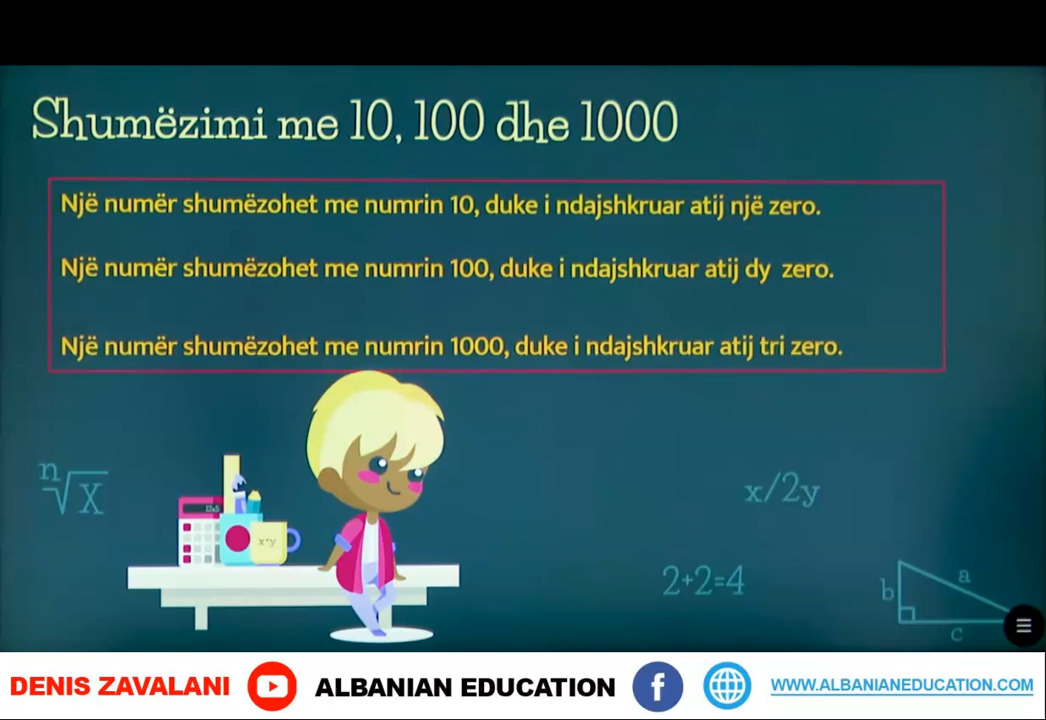 Shumëzimi me 10, 100 dhe 1000
Një numër shumëzohet me numrin 10, duke i ndajshkruar atij një zero.
Një numër shumëzohet me numrin 100, duke i ndajshkruar atij dy zero.
Një numër shumëzohet me numrin 1000, duke i ndajshkruar atij tri zero.
n√X
x/2y
x*y
2+2=4
b
a
c
DENIS ZAVALANI
ALBANIAN EDUCATION
f
WWW.ALBANIANEDUCATION.COM